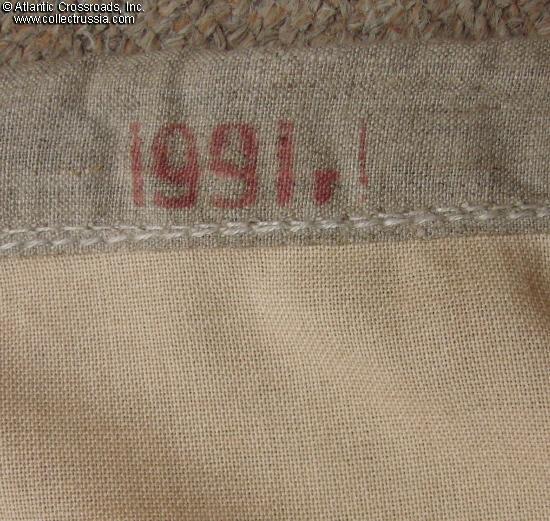 © Atlantic Crossroads, Inc.
www.collectrussia.com
1991.